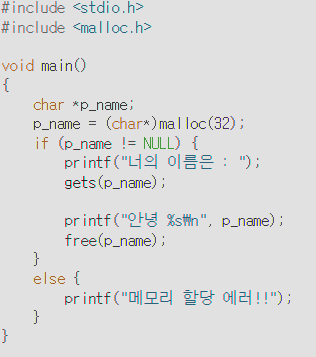 #include <stdio.h>
#include <malloc.h>
void main()
{
char *p_name;
p_name = (char*)malloc(32);
if (p_name != NULL) {
printf("너의 이름은 : ");
gets(p_name);
printf("안녕 %s₩n", p_name);
free(p_name);
}
else {
printf("메모리 할당 에러!!");
}
}